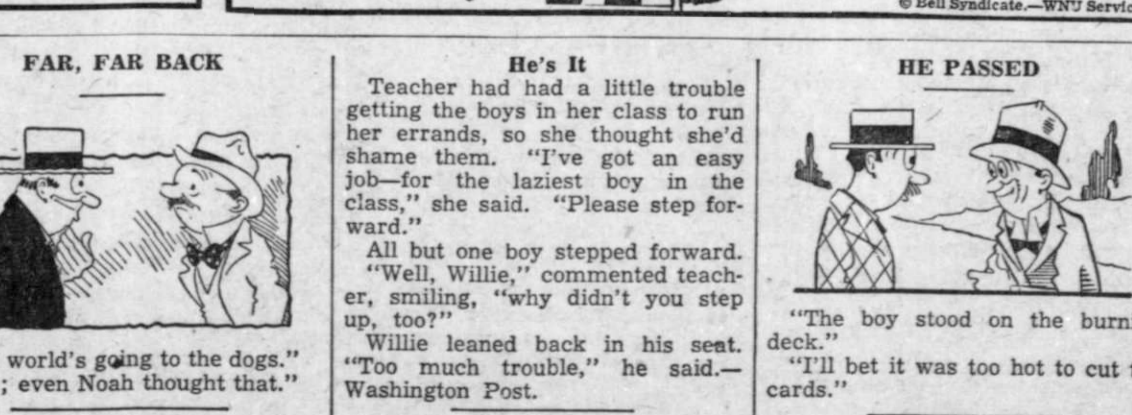 © Bell Syndicate.—WNU Servic
FAR, FAR BACK
world's going to the dogs."
; even Noah thought that."
He's It
Teacher had had a little trouble
getting the boys in her class to run
her errands, so she thought she'd
shame them. "I've got an easy
job—for the laziest boy in the
class," she said. "Please step for-
ward."
All but one boy stepped forward.
"Well, Willie," commented teach-
er, smiling, "why didn't you step
up, too?"
Willie leaned back in his seat.
"Too much trouble," he said.—
Washington Post.
HE PASSED
"The boy stood on the burni
deck."
"I'll bet it was too hot to cut
cards."